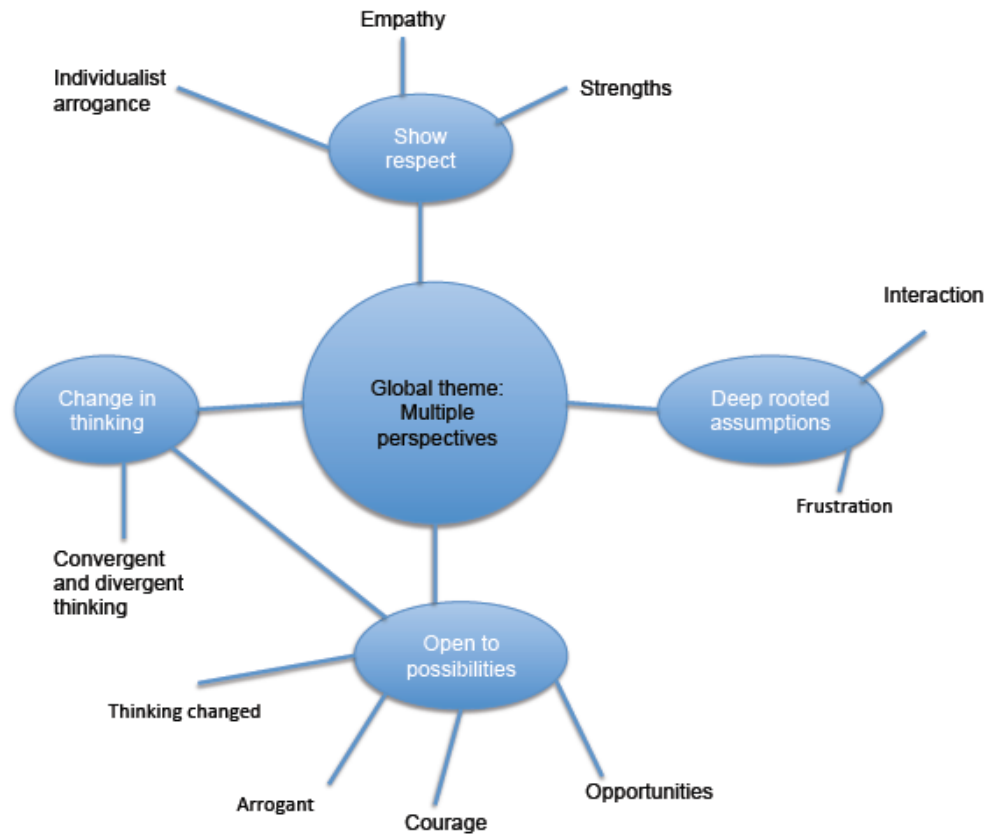 Empathy
Individualist
arrogance
Strengths
Show
respect
Interaction
Global theme:
Multiple
perspectives
Change in
thinking
Deep rooted
assumptions
Frustration
Convergent
and divergent
thinking
Open to
possibilities
Thinking changed
Opportunities
Arrogant
Courage